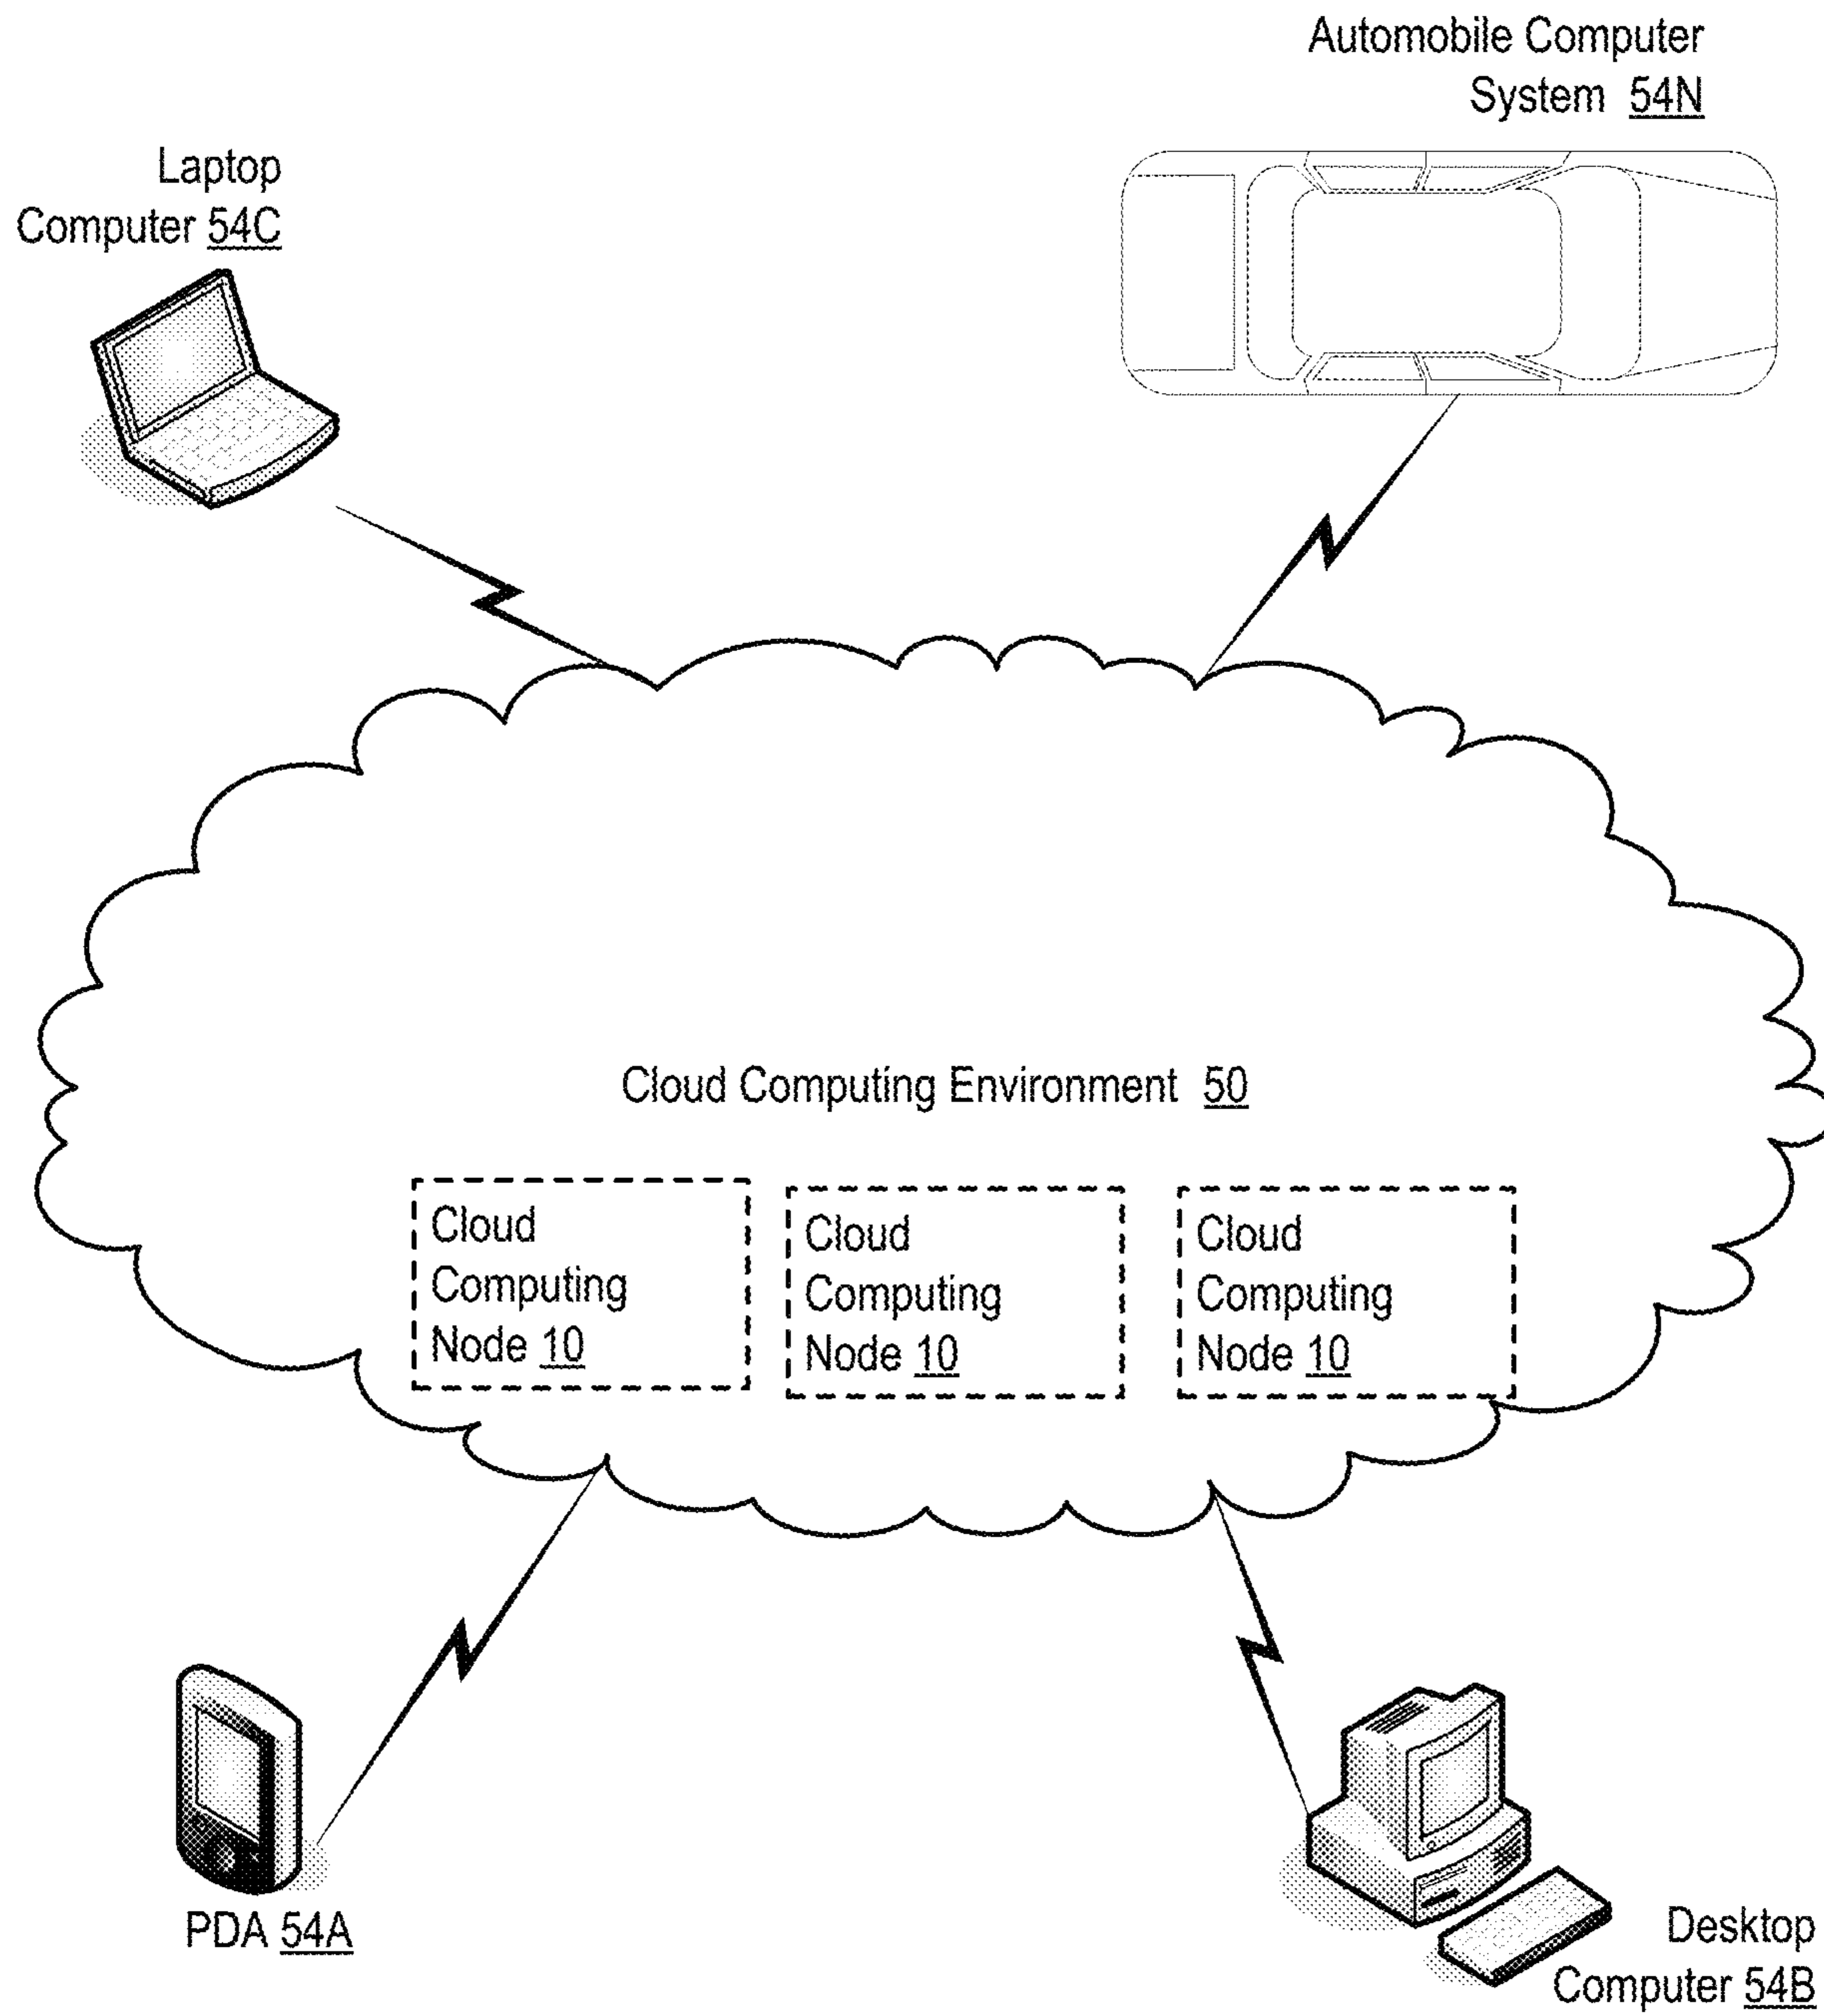 Automobile Computer
System 54N
Laptop
Computer 54C
Cloud Computing Environment 50
Cloud
Computing
Node 10
Cloud
Computing
Node 10
Cloud
Computing
Node 10
PDA 54A
Desktop
Computer 54B